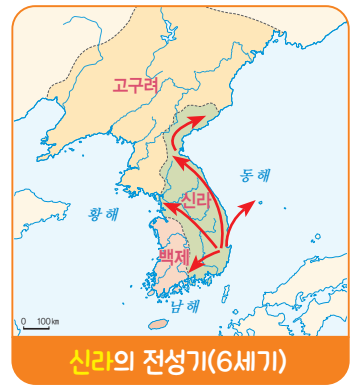 고구려
동해
신라
황해
백제
남해
0 100km
신라의 전성기(6세기)